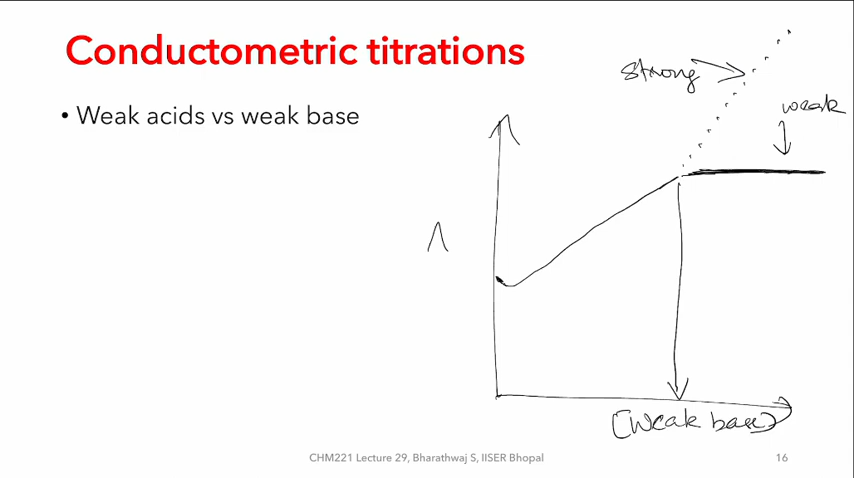 Conductometric titrations
• Weak acids vs weak base
strong
weak
Λ
[Weak base]
CHM221 Lecture 29, Bharathwaj S, IISER Bhopal
16